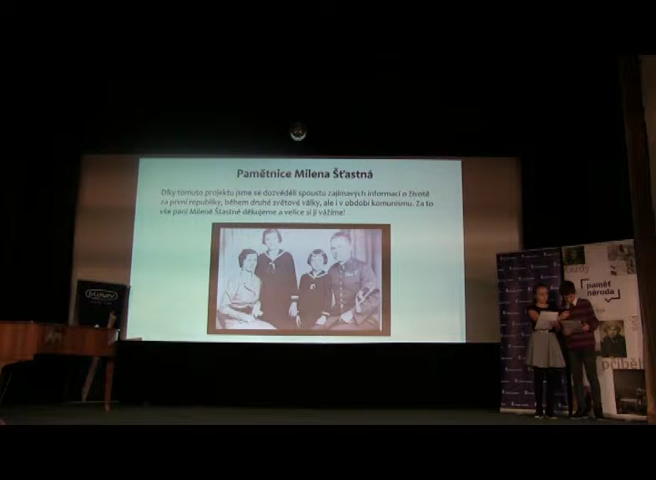 Pamětnice Milena Šťastná
Díky tomuto projektu jsme se dozvěděli spoustu zajímavých informací o životě
za první republiky, během druhé světové války, ale i v období komunismu. Za to
vše paní Mileně Šťastné děkujeme a velice si jí vážíme!
paměť
národa
příběh